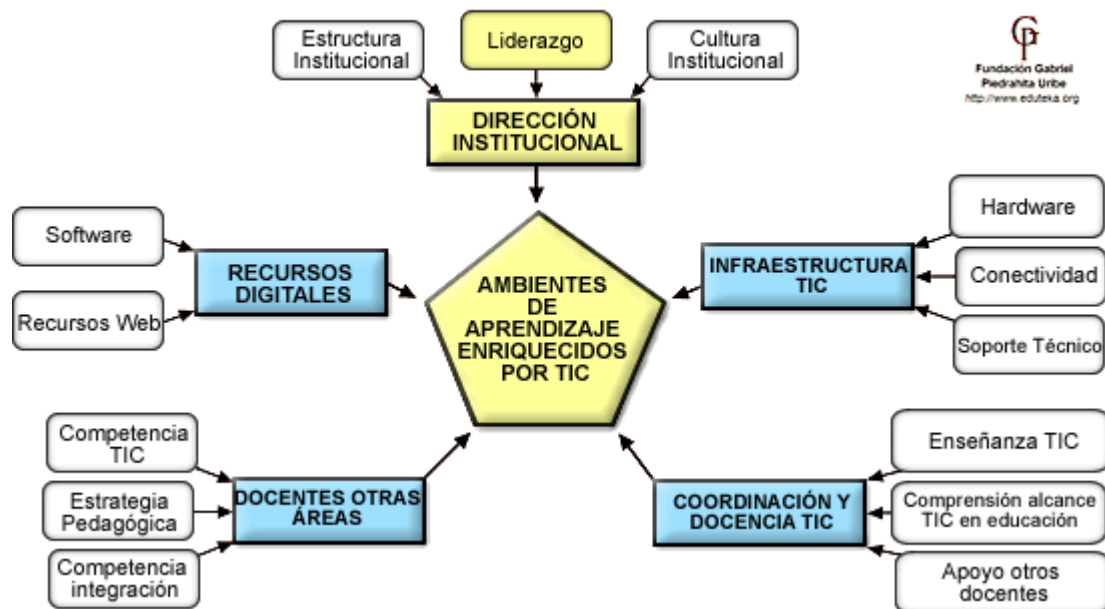 Estructura
Institucional
Liderazgo
Cultura
Institucional
GP
Fundación Gabriel
Piedrahita Uribe
http://www.eduteka.org
DIRECCIÓN
INSTITUCIONAL
Software
Recursos Web
RECURSOS
DIGITALES
AMBIENTES
DE
APRENDIZAJE
ENRIQUECIDOS
POR TIC
INFRAESTRUCTURA
TIC
Hardware
Conectividad
Soporte Técnico
Competencia
TIC
Estrategia
Pedagógica
Competencia
integración
DOCENTES OTRAS
ÁREAS
COORDINACIÓN Y
DOCENCIA TIC
Enseñanza TIC
Comprensión alcance
TIC en educación
Apoyo otros
docentes